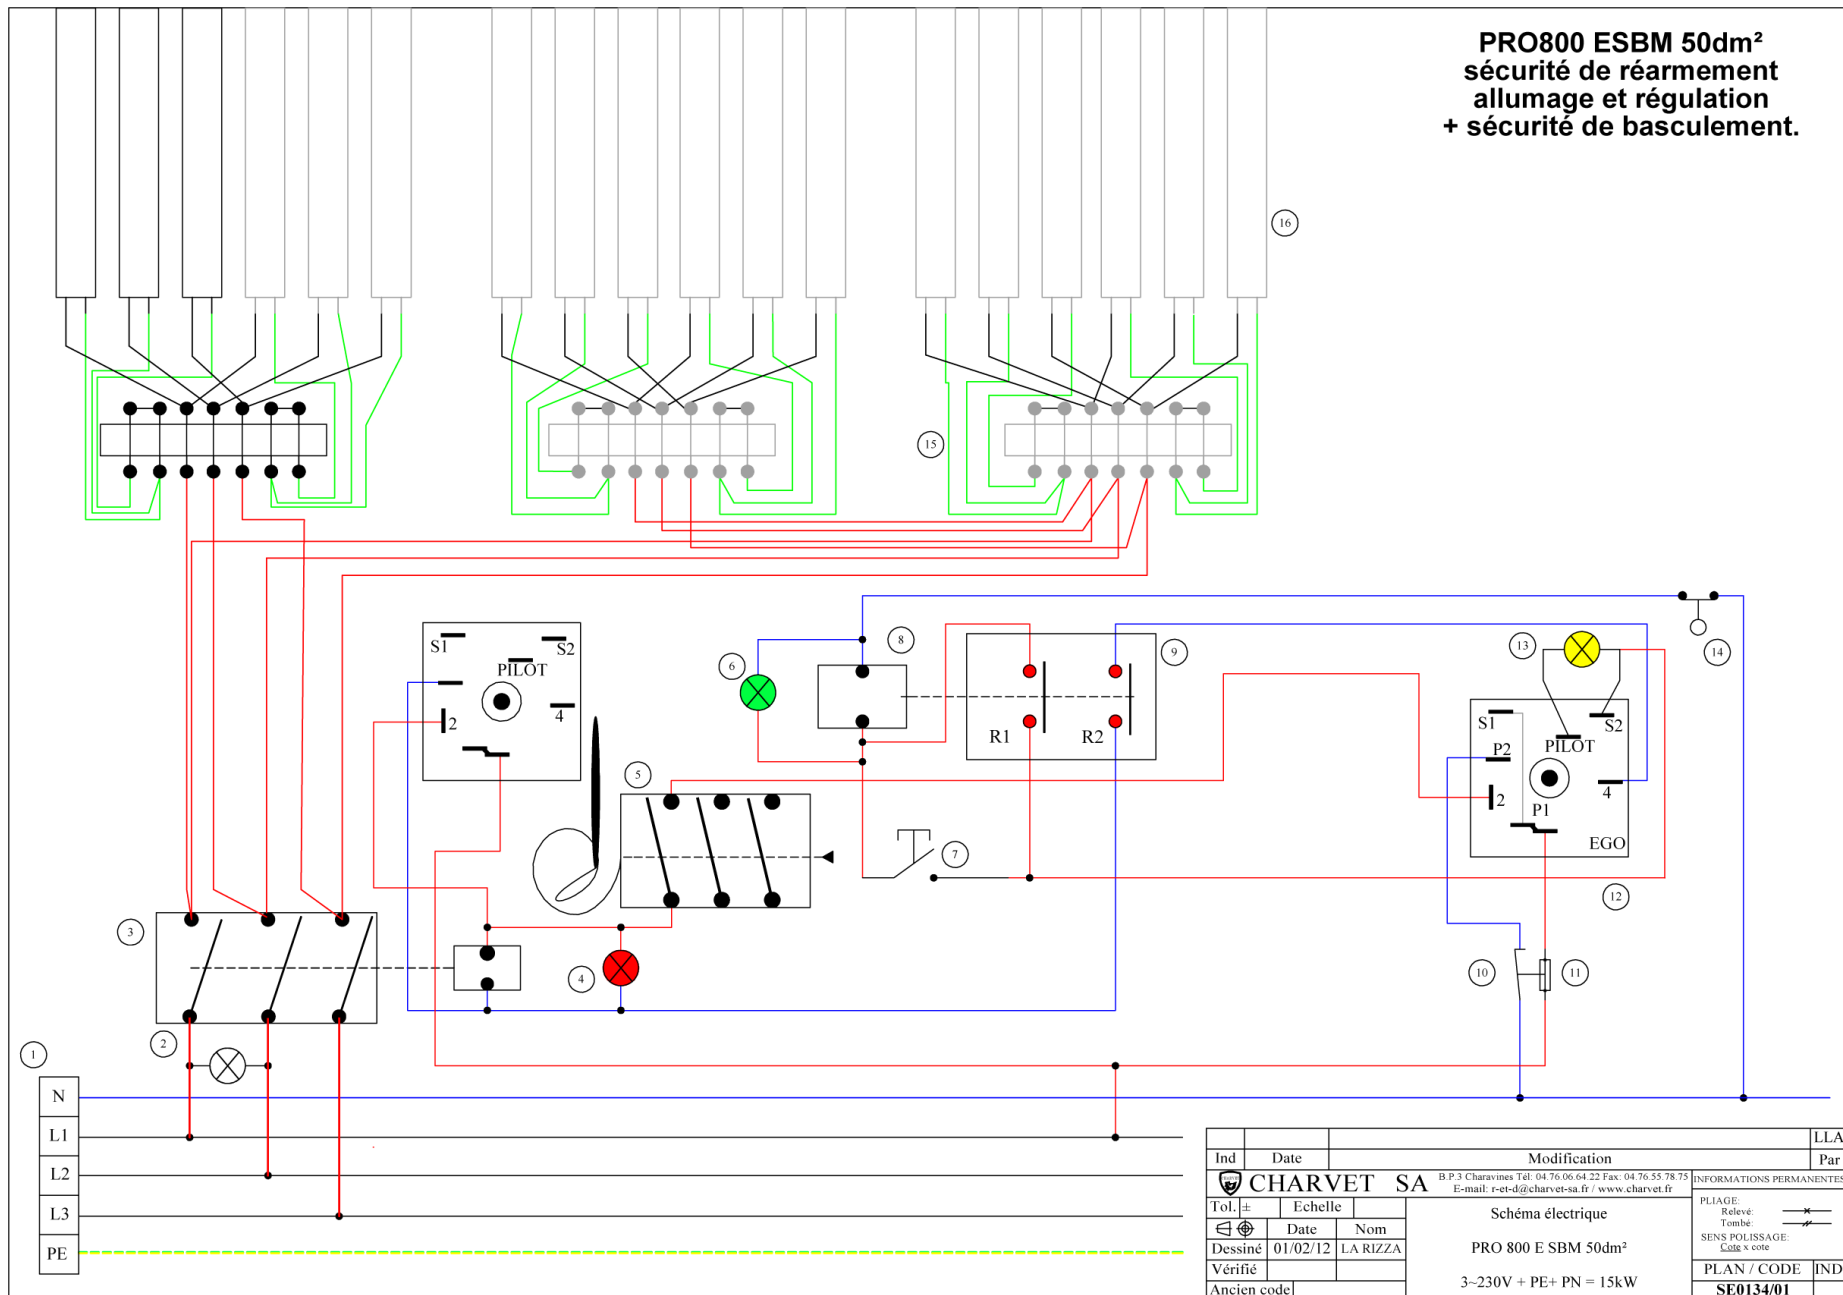 PRO800 ESBM 50dm²
sécurité de réarmement
allumage et régulation
+ sécurité de basculement.
16
15
S1
S2
PILOT
2
4
6
8
9
R1
R2
13
14
S1
S2
P2
PILOT
2
4
P1
EGO
5
7
12
3
4
10
11
2
1
N
L1
L2
L3
PE
LLA
Ind Date Modification Par
CHARVET SA
B.P.3 Charavines Tél: 04.76.06.64.22 Fax: 04.76.55.78.75
E-mail: r-et-d@charvet-sa.fr / www.charvet.fr
INFORMATIONS PERMANENTES
Tol. ± Echelle
Date Nom
Dessiné 01/02/12 LA RIZZA
Vérifié
Ancien code
Schéma électrique
PRO 800 E SBM 50dm²
3~230V + PE+ PN = 15kW
PLIAGE:
Relevé:
Tombé:
SENS POLISSAGE:
Cote x cote
PLAN / CODE IND
SE0134/01